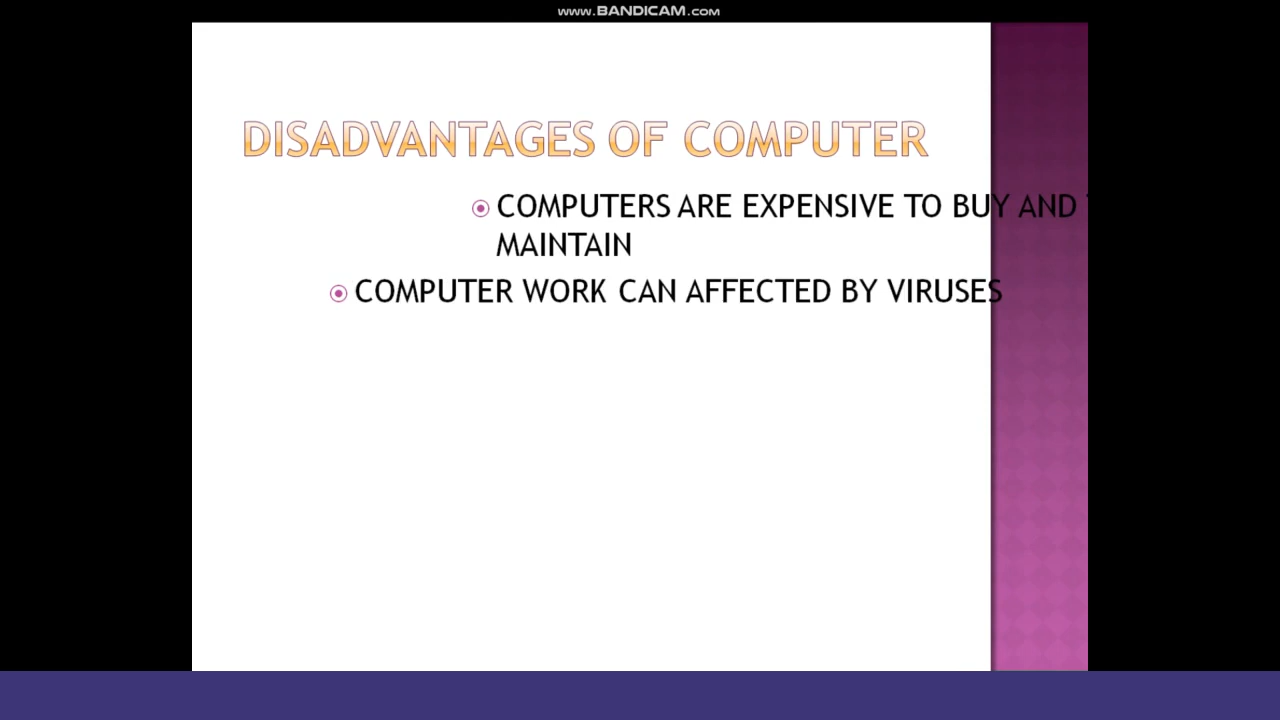 www.BANDICAM.com
DISADVANTAGES OF COMPUTER
COMPUTERS ARE EXPENSIVE TO BUY AND
MAINTAIN
COMPUTER WORK CAN AFFECTED BY VIRUSES